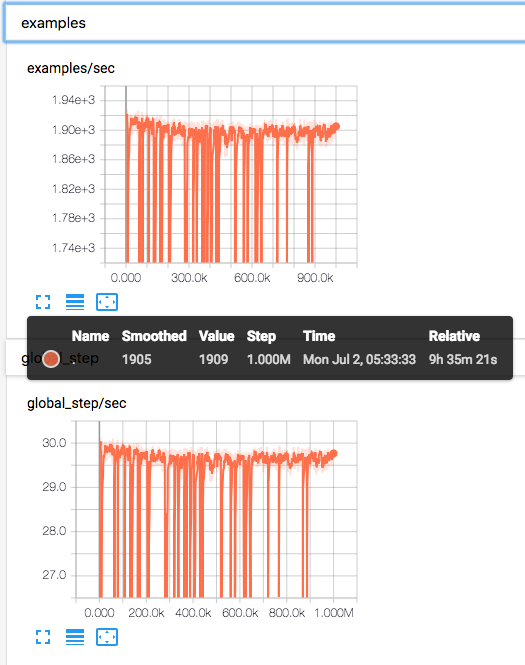 examples
examples/sec
1.94e+3
1.90e+3
1.86e+3
1.82e+3
1.78e+3
1.74e+3
0.000 300.0k 600.0k 900.0k
Name Smoothed Value Step Time Relative
. 1905 1909 1.000M Mon Jul 2, 05:33:33 9h 35m 21s
global_step
global_step/sec
30.0
29.0
28.0
27.0
0.000 200.0k 400.0k 600.0k 800.0k 1.000M